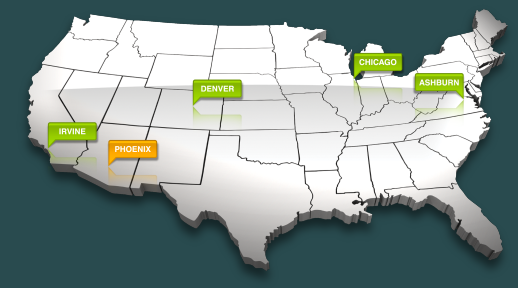 CHICAGO
ASHBURN
DENVER
IRVINE
PHOENIX